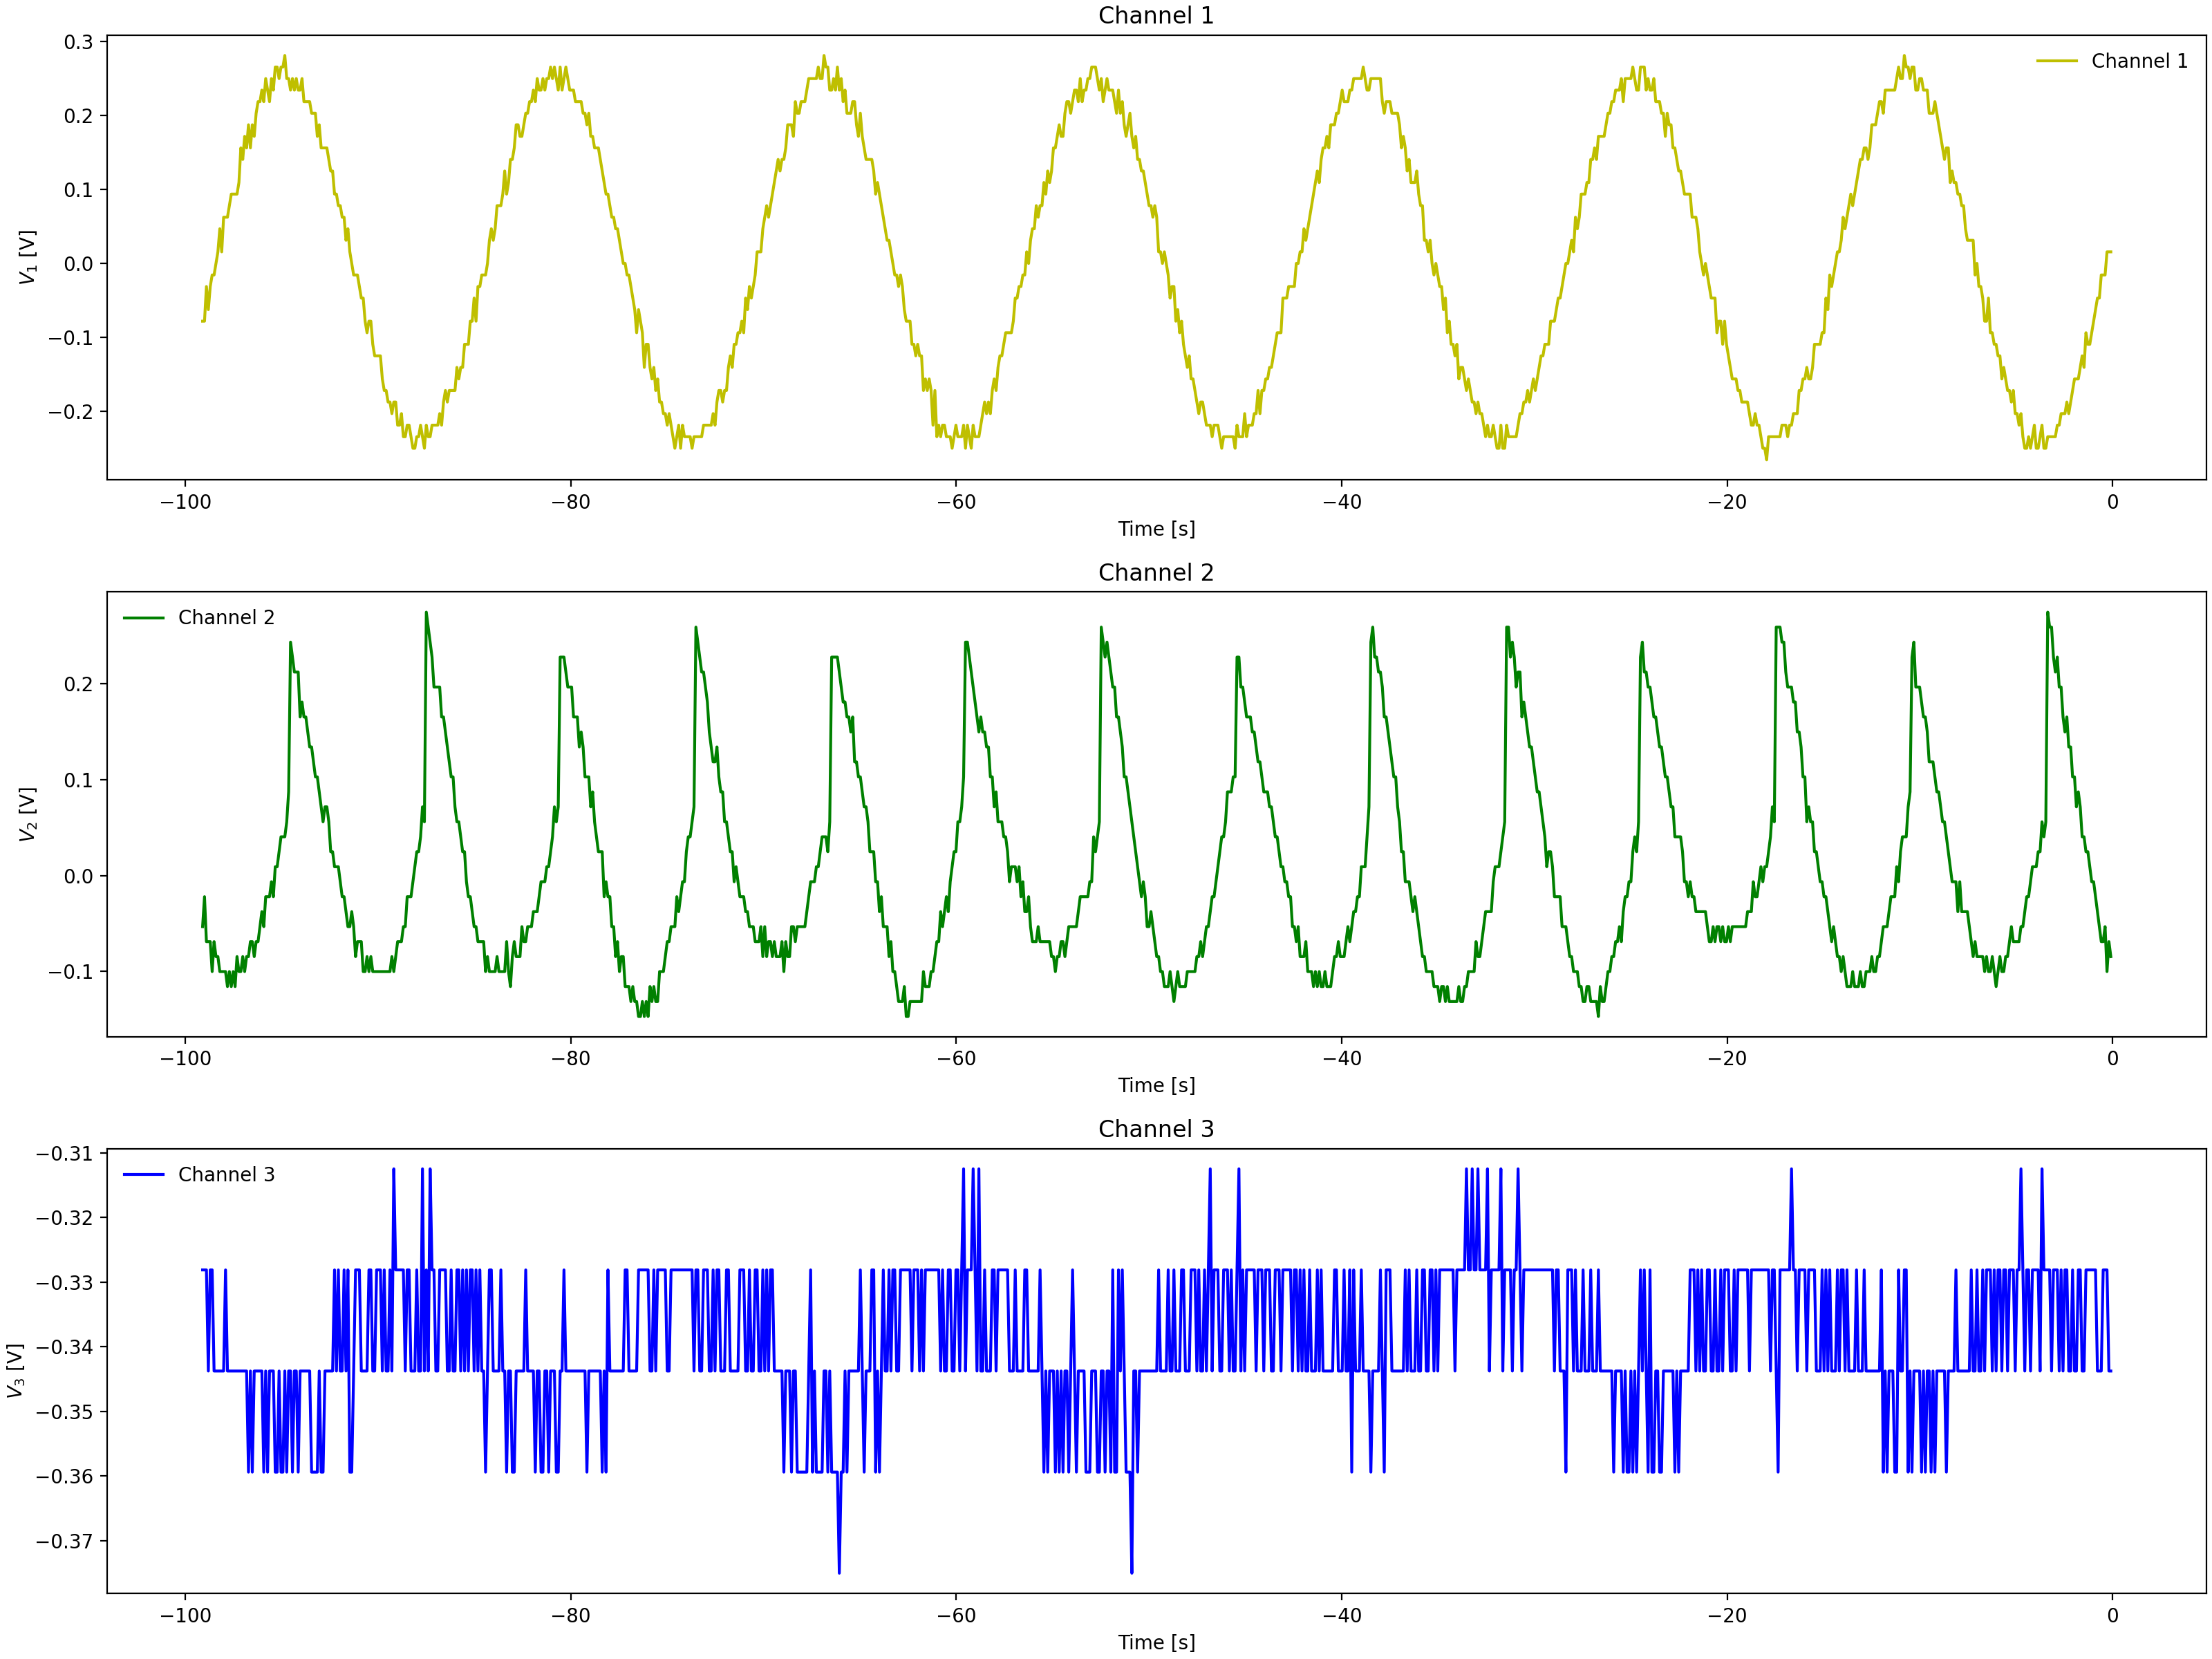 Channel 1
Channel 1
0.3
0.2
0.1
0.0
−0.1
−0.2
V₁ [V]
−100 −80 −60 −40 −20 0
Time [s]
Channel 2
Channel 2
0.2
0.1
0.0
−0.1
V₂ [V]
−100 −80 −60 −40 −20 0
Time [s]
Channel 3
Channel 3
−0.31
−0.32
−0.33
−0.34
−0.35
−0.36
−0.37
V₃ [V]
−100 −80 −60 −40 −20 0
Time [s]